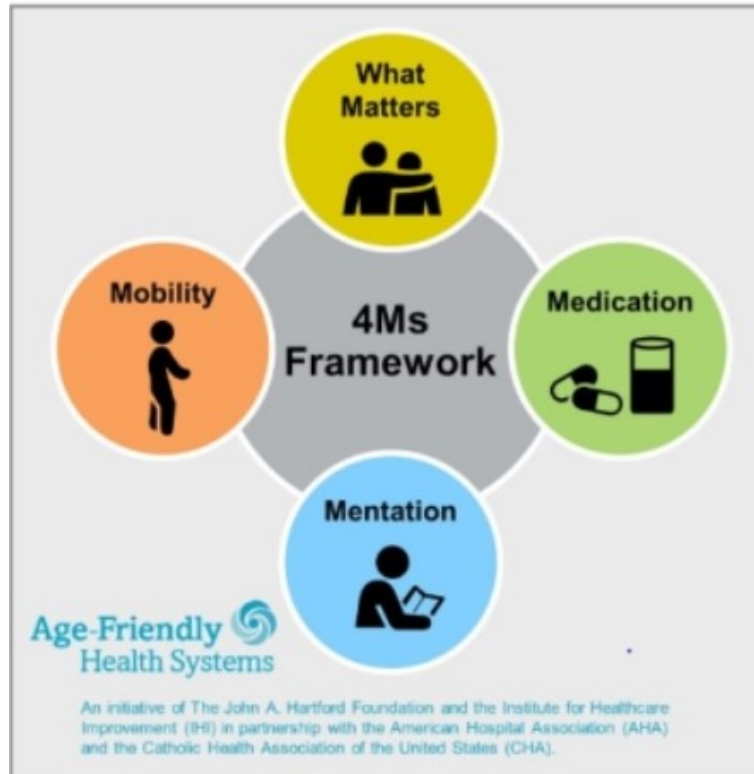 What
Matters
Mobility
4Ms
Framework
Medication
Mentation
Age-Friendly
Health Systems
An initiative of The John A. Hartford Foundation and the Institute for Healthcare
Improvement (IHI) in partnership with the American Hospital Association (AHA)
and the Catholic Health Association of the United States (CHA).